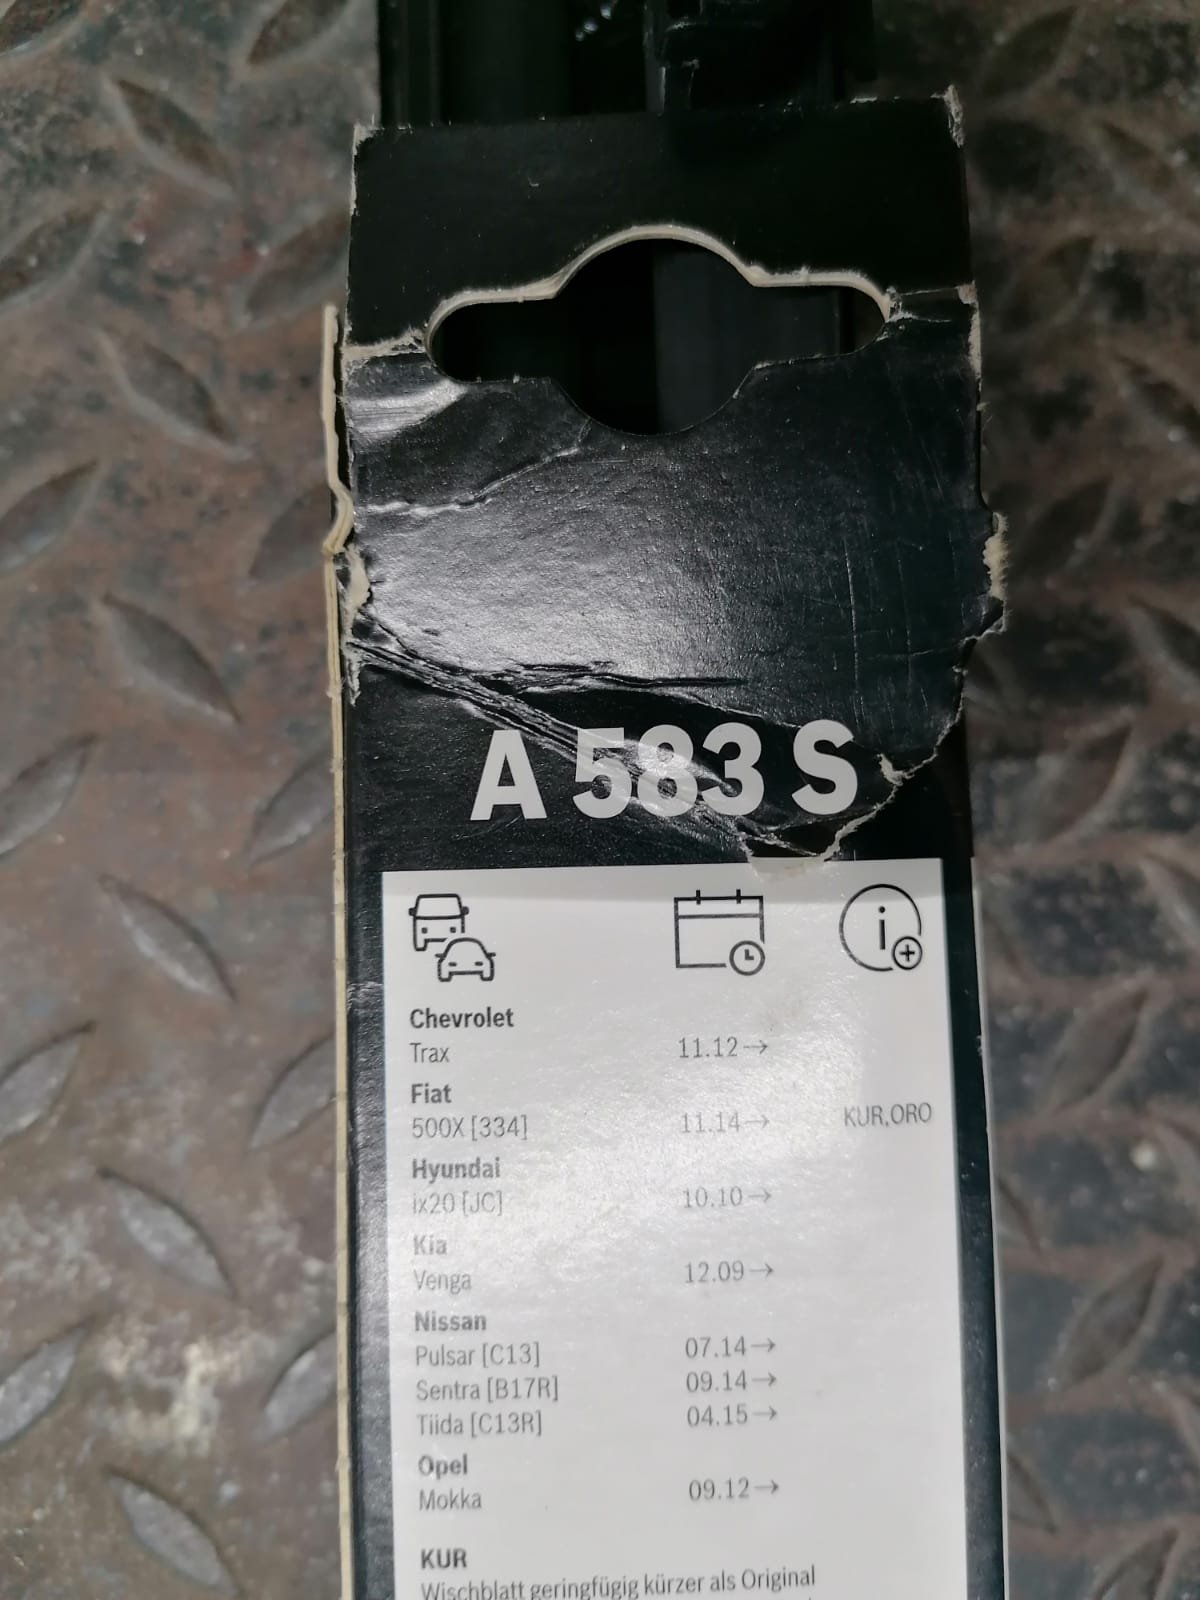 A 583 S
Chevrolet
Trax 11.12→
Fiat
500X [334] 11.14→ KUR,ORO
Hyundai
ix20 [JC] 10.10→
Kia
Venga 12.09→
Nissan
Pulsar [C13] 07.14→
Sentra [B17R] 09.14→
Tiida [C13R] 04.15→
Opel
Mokka 09.12→
KUR
Wischblatt geringfügig kürzer als Original